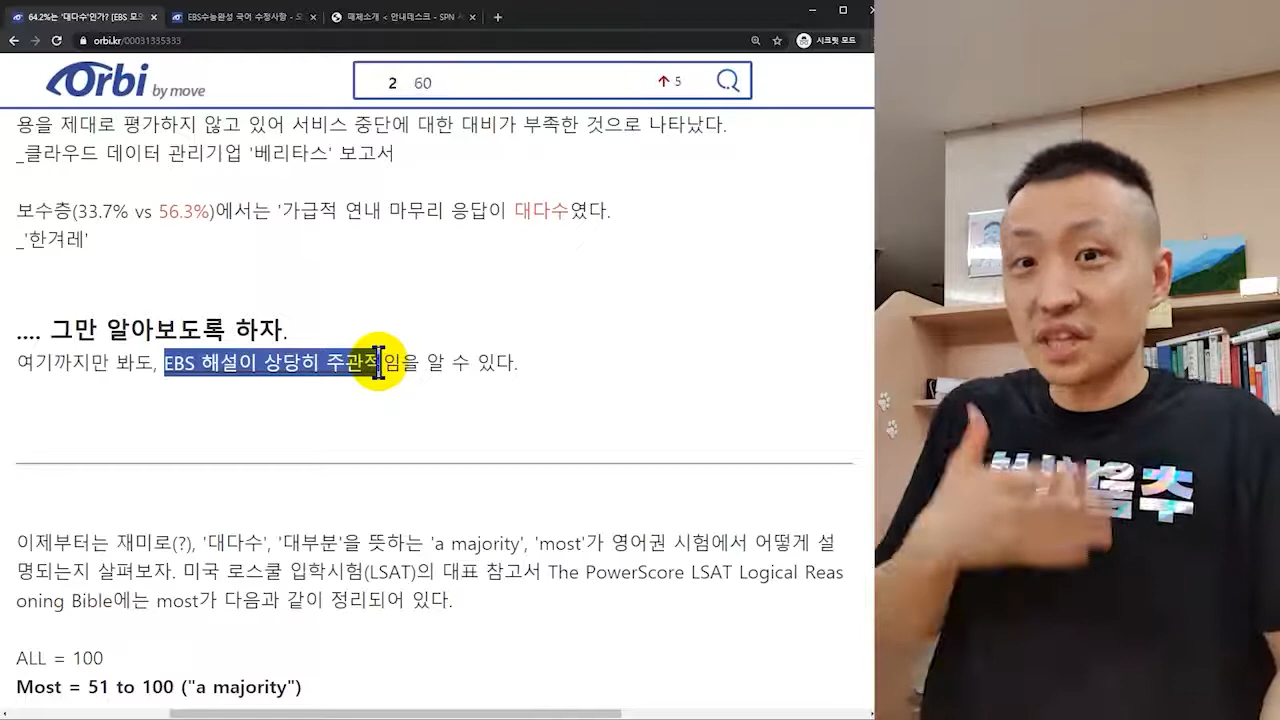 64.2%는 '대다수'인가? [EBS 모의
EBS수능완성 국어 수정사항 - 오
매체소개 < 안내데스크 - SPN
orbi.kr/00031335333
시크릿 모드
Orbi by move
2 60 5
용을 제대로 평가하지 않고 있어 서비스 중단에 대한 대비가 부족한 것으로 나타났다.
_클라우드 데이터 관리기업 '베리타스' 보고서
보수층(33.7% vs 56.3%)에서는 '가급적 연내 마무리 응답이 대다수였다.
_'한겨레'
.... 그만 알아보도록 하자.
여기까지만 봐도, EBS 해설이 상당히 주관적임을 알 수 있다.
이제부터는 재미로(?), '대다수', '대부분'을 뜻하는 'a majority', 'most'가 영어권 시험에서 어떻게 설
명되는지 살펴보자. 미국 로스쿨 입학시험(LSAT)의 대표 참고서 The PowerScore LSAT Logical Reas
oning Bible에는 most가 다음과 같이 정리되어 있다.
ALL = 100
Most = 51 to 100 ("a majority")